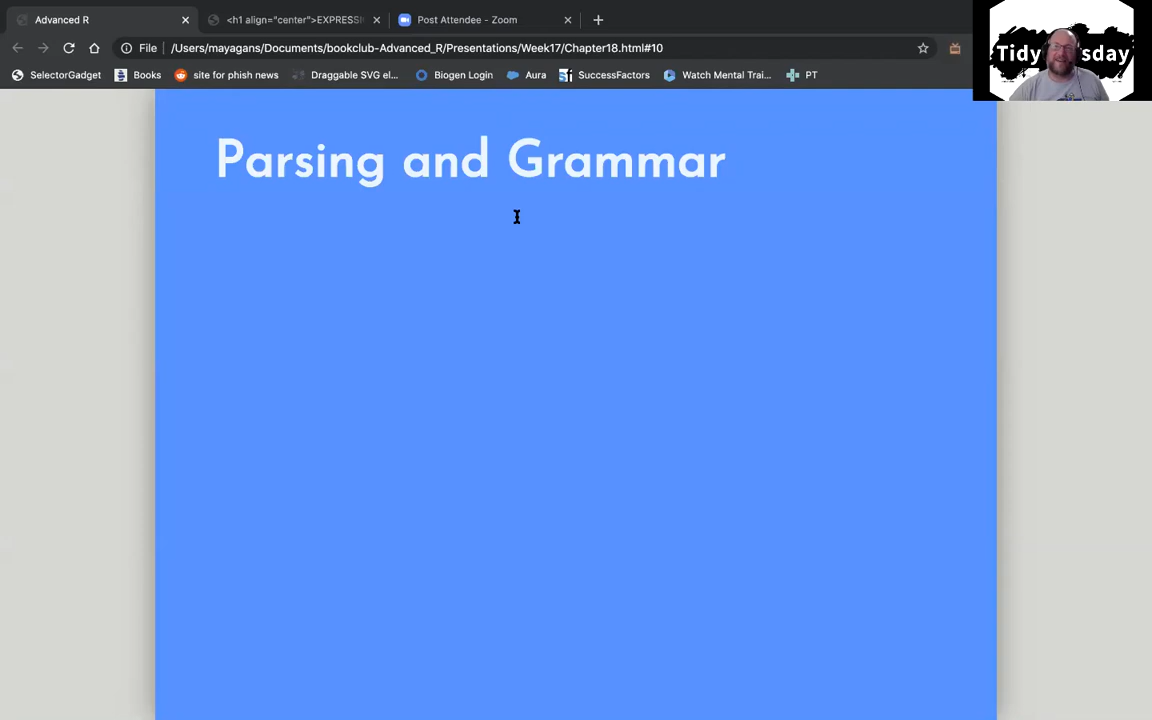 Advanced R
<h1 align="center">EXPRESSI
Post Attendee - Zoom
File
/Users/mayagans/Documents/bookclub-Advanced_R/Presentations/Week17/Chapter18.html#10
SelectorGadget
Books
site for phish news
Draggable SVG el...
Biogen Login
Aura
SuccessFactors
Watch Mental Trai...
PT
Tidy
sday
Parsing and Grammar